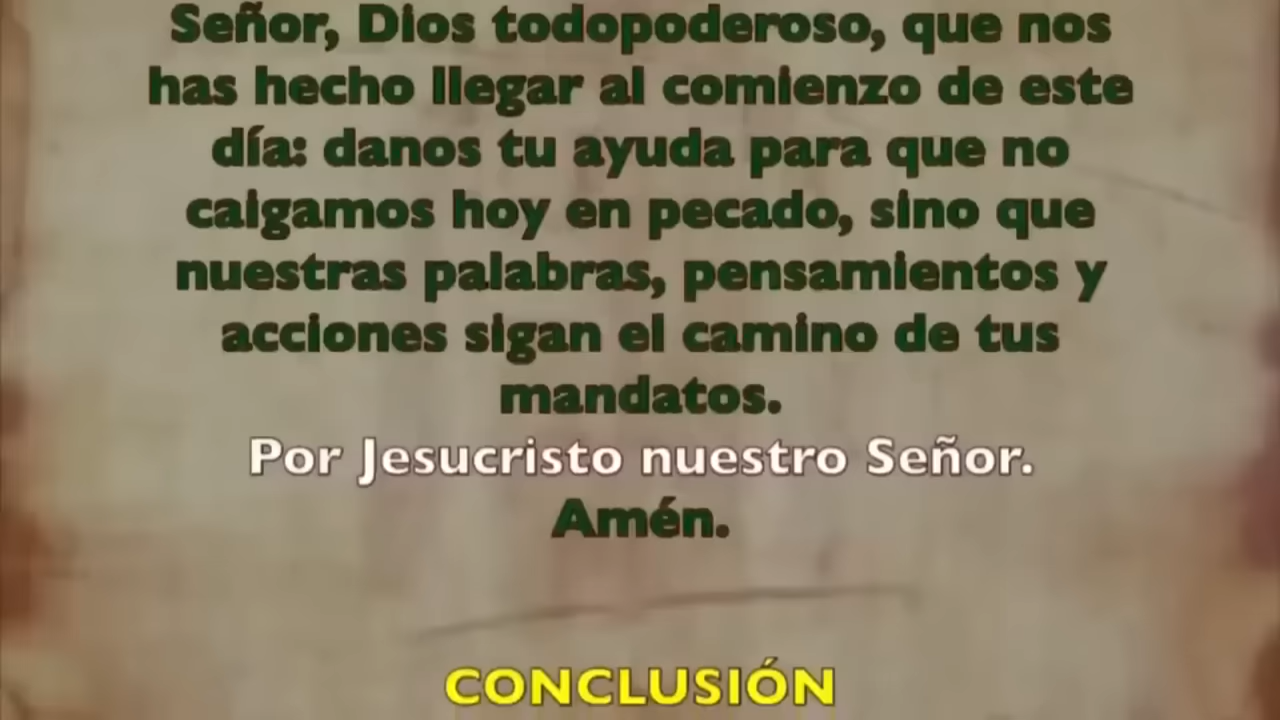 Señor, Dios todopoderoso, que nos
has hecho llegar al comienzo de este
día: danos tu ayuda para que no
caigamos hoy en pecado, sino que
nuestras palabras, pensamientos y
acciones sigan el camino de tus
mandatos.
Por Jesucristo nuestro Señor.
Amén.
CONCLUSIÓN